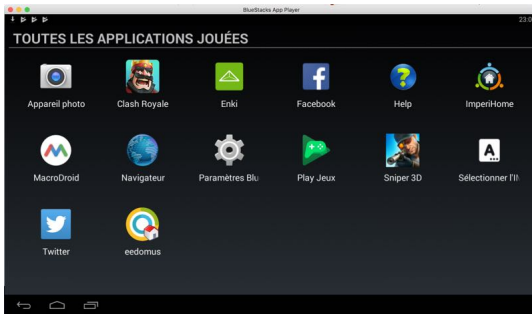 BlueStacks App Player
23:0
TOUTES LES APPLICATIONS JOUÉES
Appareil photo
Clash Royale
Enki
Facebook
Help
ImperiHome
MacroDroid
Navigateur
Paramètres Blu
Play Jeux
Sniper 3D
Sélectionner l'IN
Twitter
eedomus